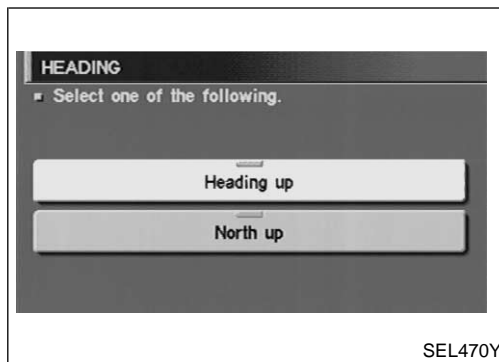 HEADING
Select one of the following.
Heading up
North up
SEL470Y